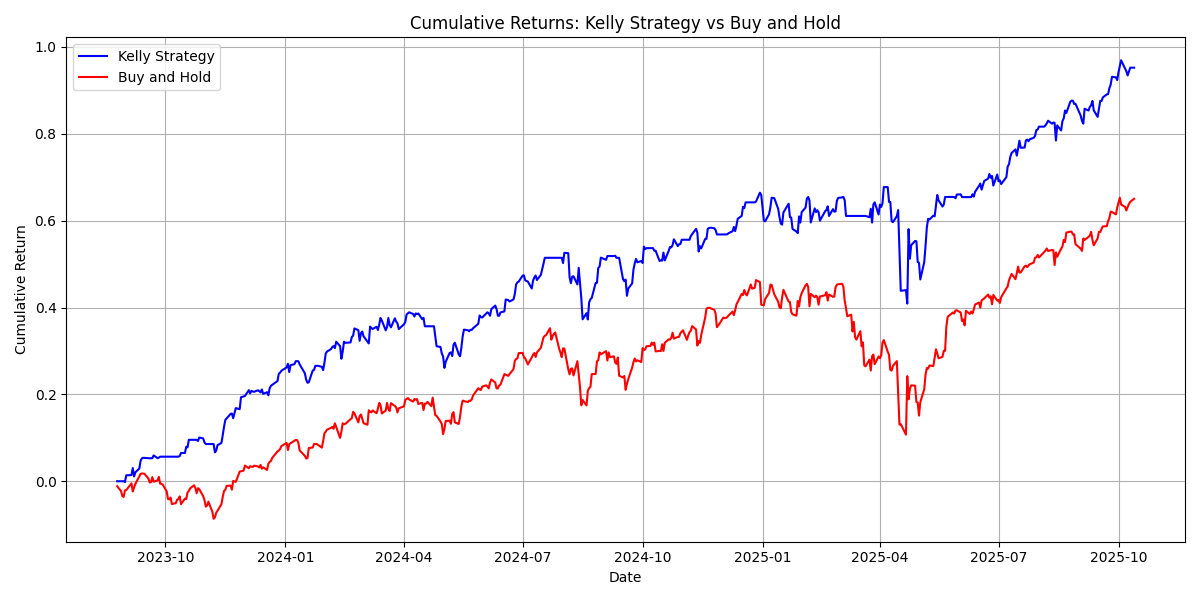 Cumulative Returns: Kelly Strategy vs Buy and Hold
Kelly Strategy
Buy and Hold
Cumulative Return
1.0
0.8
0.6
0.4
0.2
0.0
2023-10 2024-01 2024-04 2024-07 2024-10 2025-01 2025-04 2025-07 2025-10
Date